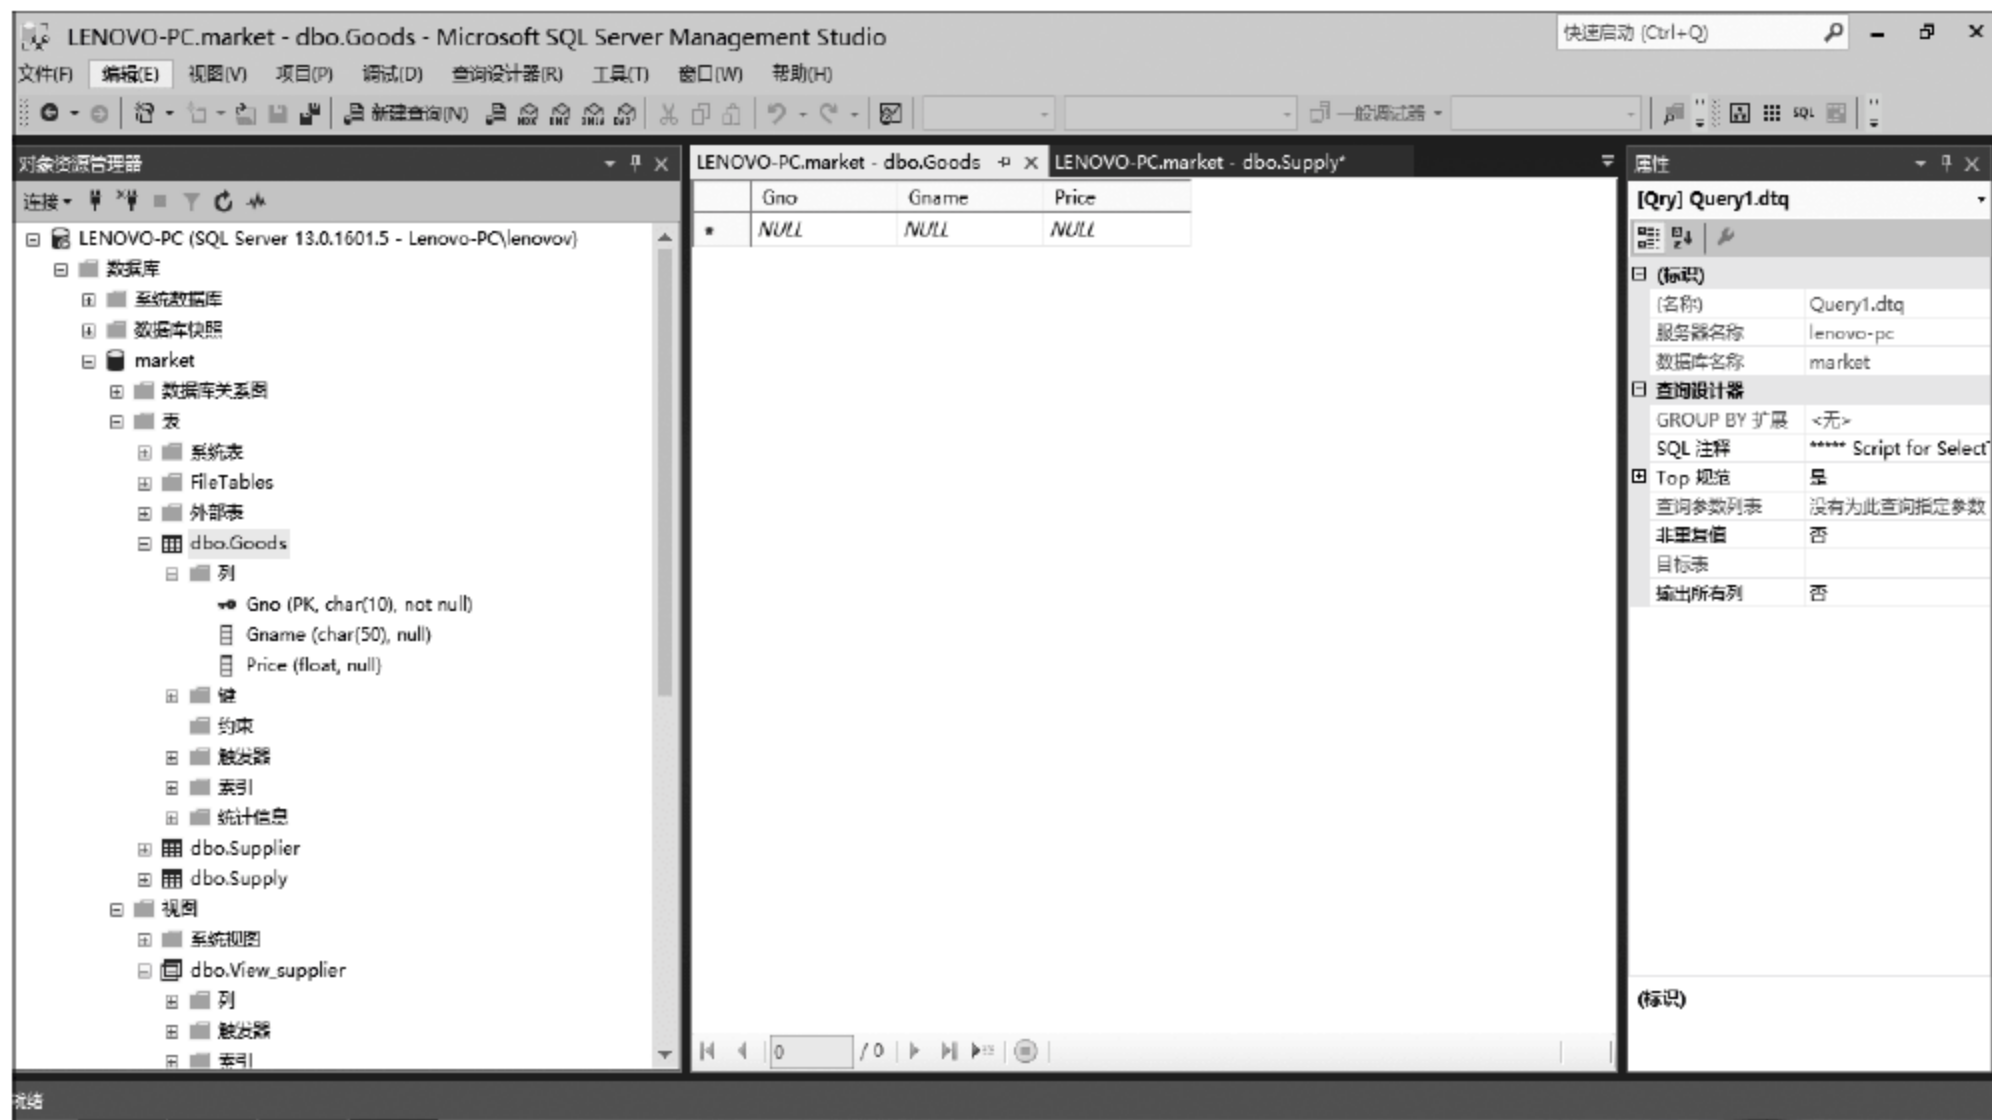 LENOVO-PC.market - dbo.Goods - Microsoft SQL Server Management Studio
快速启动 (Ctrl+Q)
文件(F) 编辑(E) 视图(V) 项目(P) 调试(D) 查询设计器(R) 工具(T) 窗口(W) 帮助(H)
新建查询(N) 一般调试器 SQL
对象资源管理器
连接
LENOVO-PC (SQL Server 13.0.1601.5 - Lenovo-PC\lenovov)
数据库
系统数据库
数据库快照
market
数据库关系图
表
系统表
FileTables
外部表
dbo.Goods
列
Gno (PK, char(10), not null)
Gname (char(50), null)
Price (float, null)
键
约束
触发器
索引
统计信息
dbo.Supplier
dbo.Supply
视图
系统视图
dbo.View_supplier
列
触发器
索引
LENOVO-PC.market - dbo.Goods LENOVO-PC.market - dbo.Supply*
Gno Gname Price
NULL NULL NULL
0 / 0
属性
[Qry] Query1.dtq
(标识)
(名称) Query1.dtq
服务器名称 lenovo-pc
数据库名称 market
查询设计器
GROUP BY 扩展 <无>
SQL 注释 ***** Script for Select
Top 规范 是
查询参数列表 没有为此查询指定参数
非重复值 否
目标表
输出所有列 否
(标识)
就绪